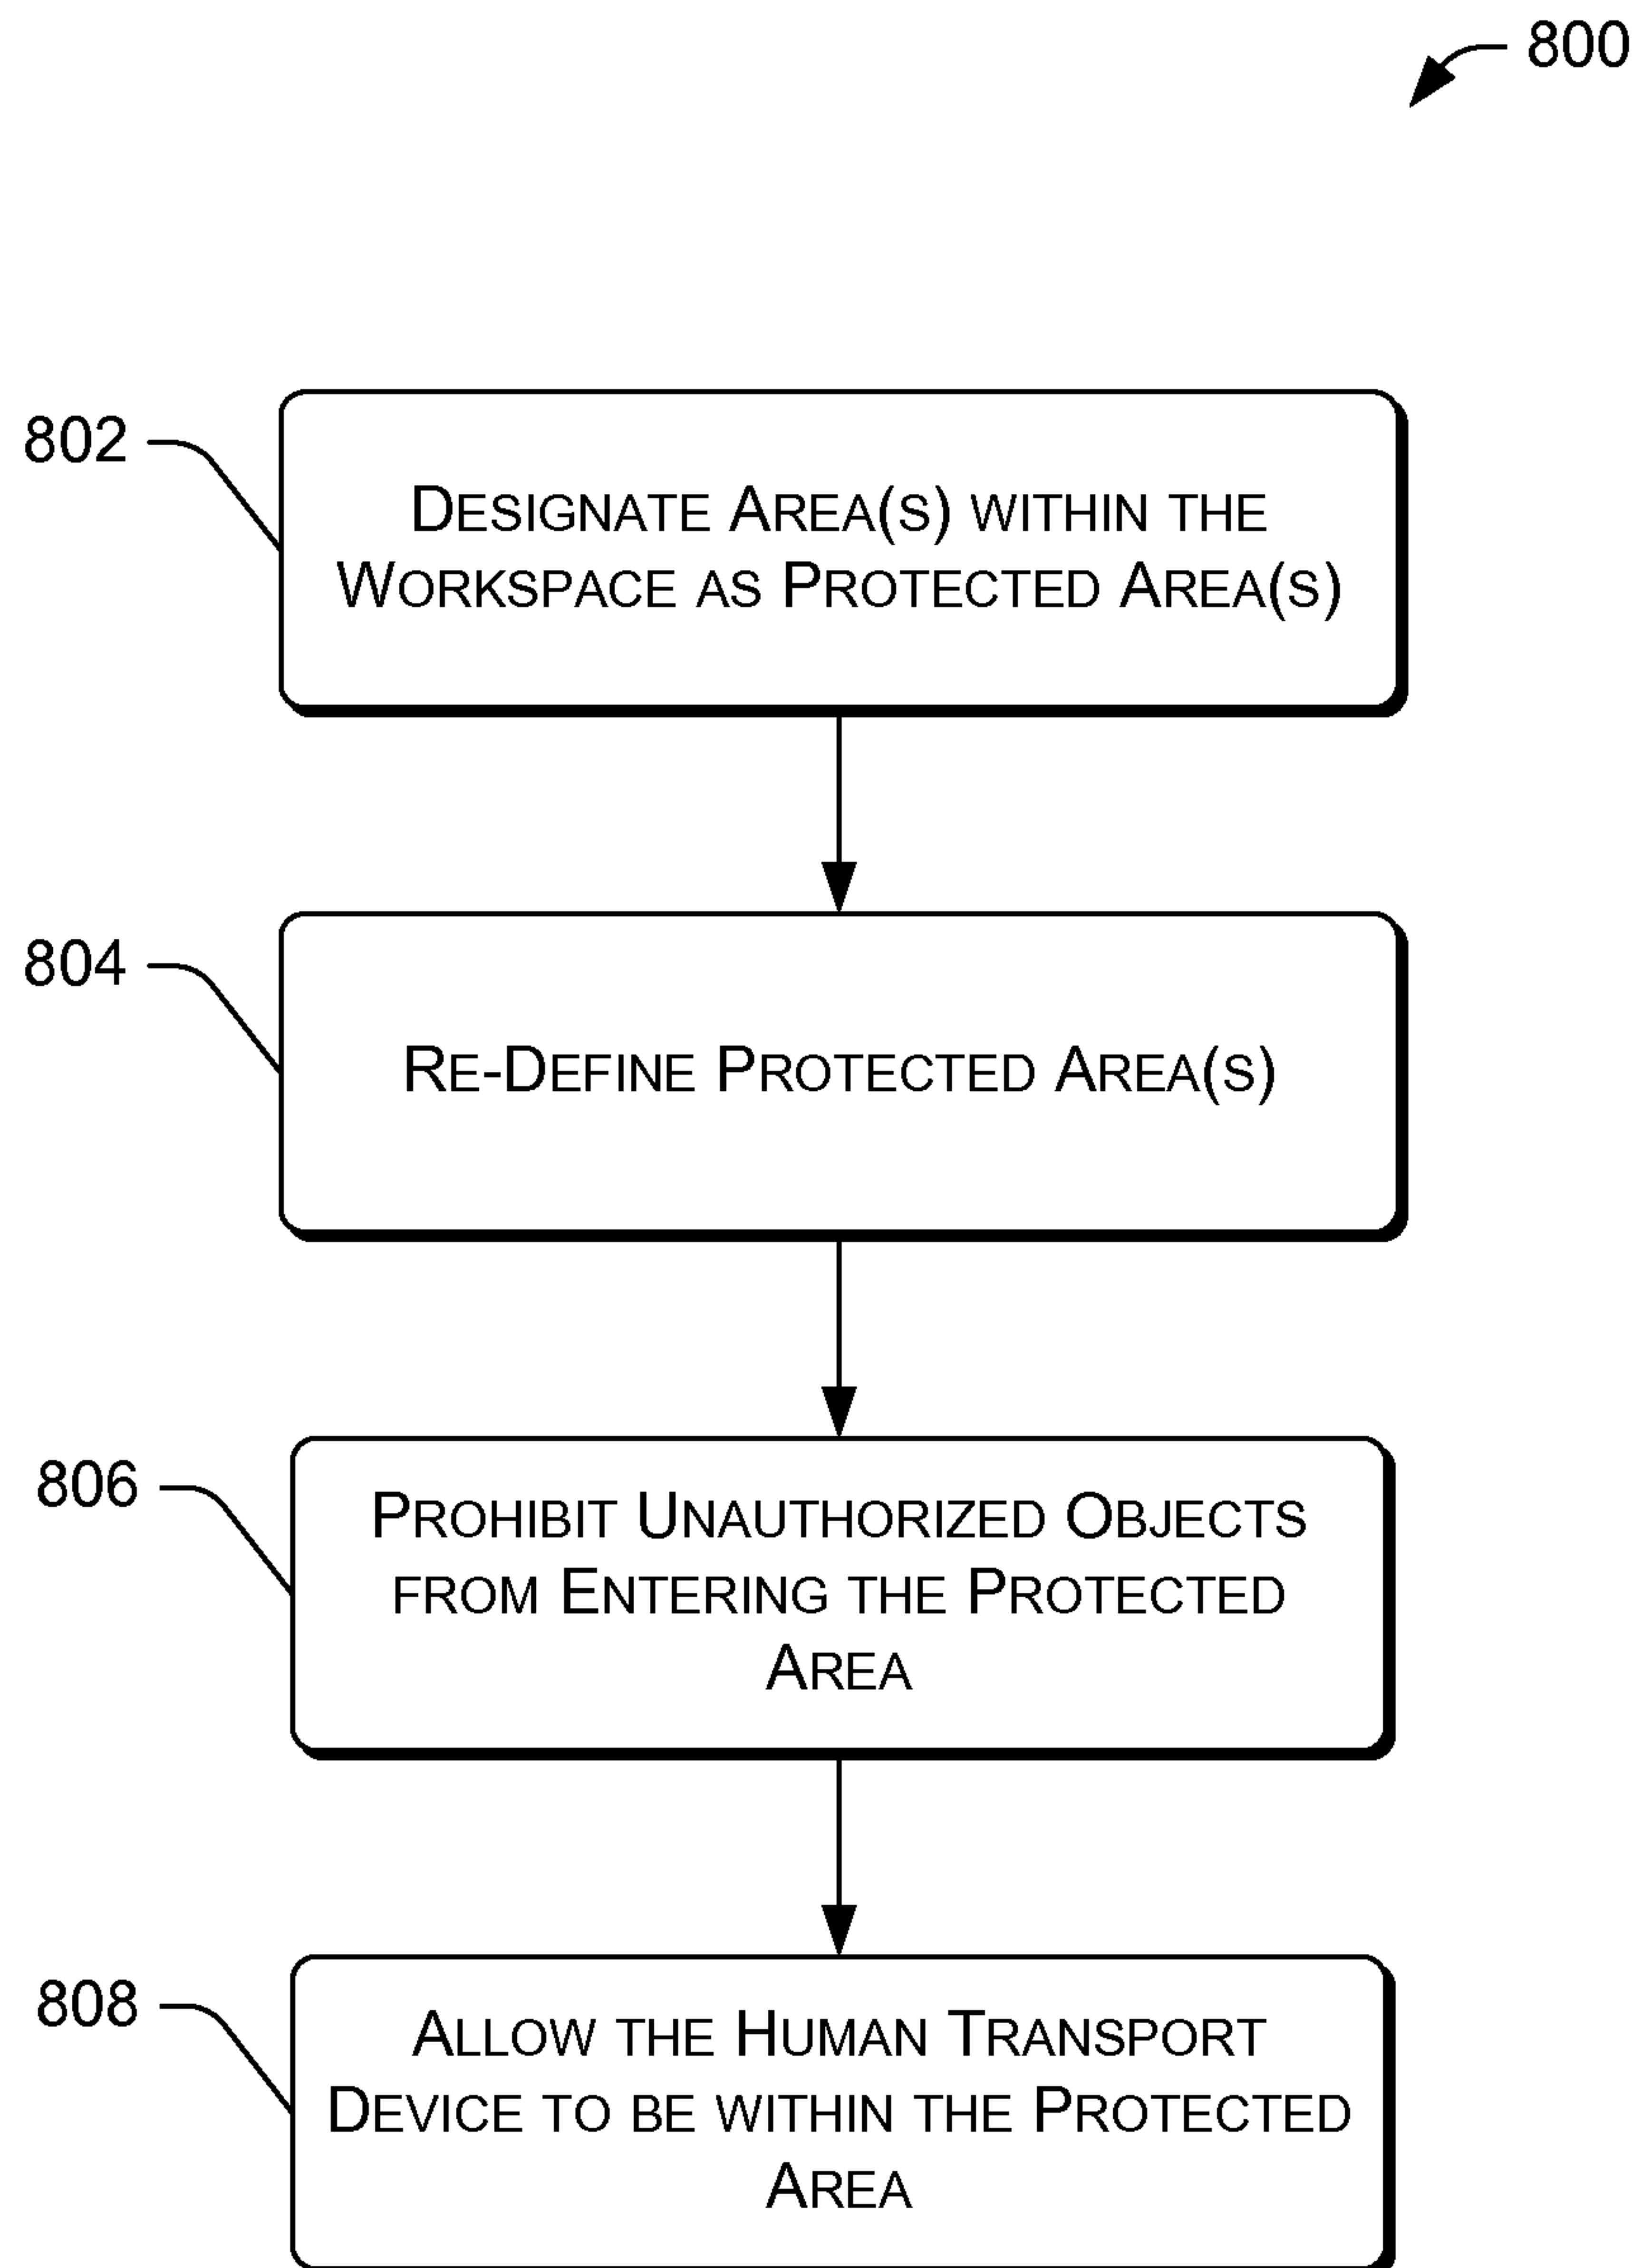 800
802
DESIGNATE AREA(S) WITHIN THE
WORKSPACE AS PROTECTED AREA(S)
804
RE-DEFINE PROTECTED AREA(S)
806
PROHIBIT UNAUTHORIZED OBJECTS
FROM ENTERING THE PROTECTED
AREA
808
ALLOW THE HUMAN TRANSPORT
DEVICE TO BE WITHIN THE PROTECTED
AREA